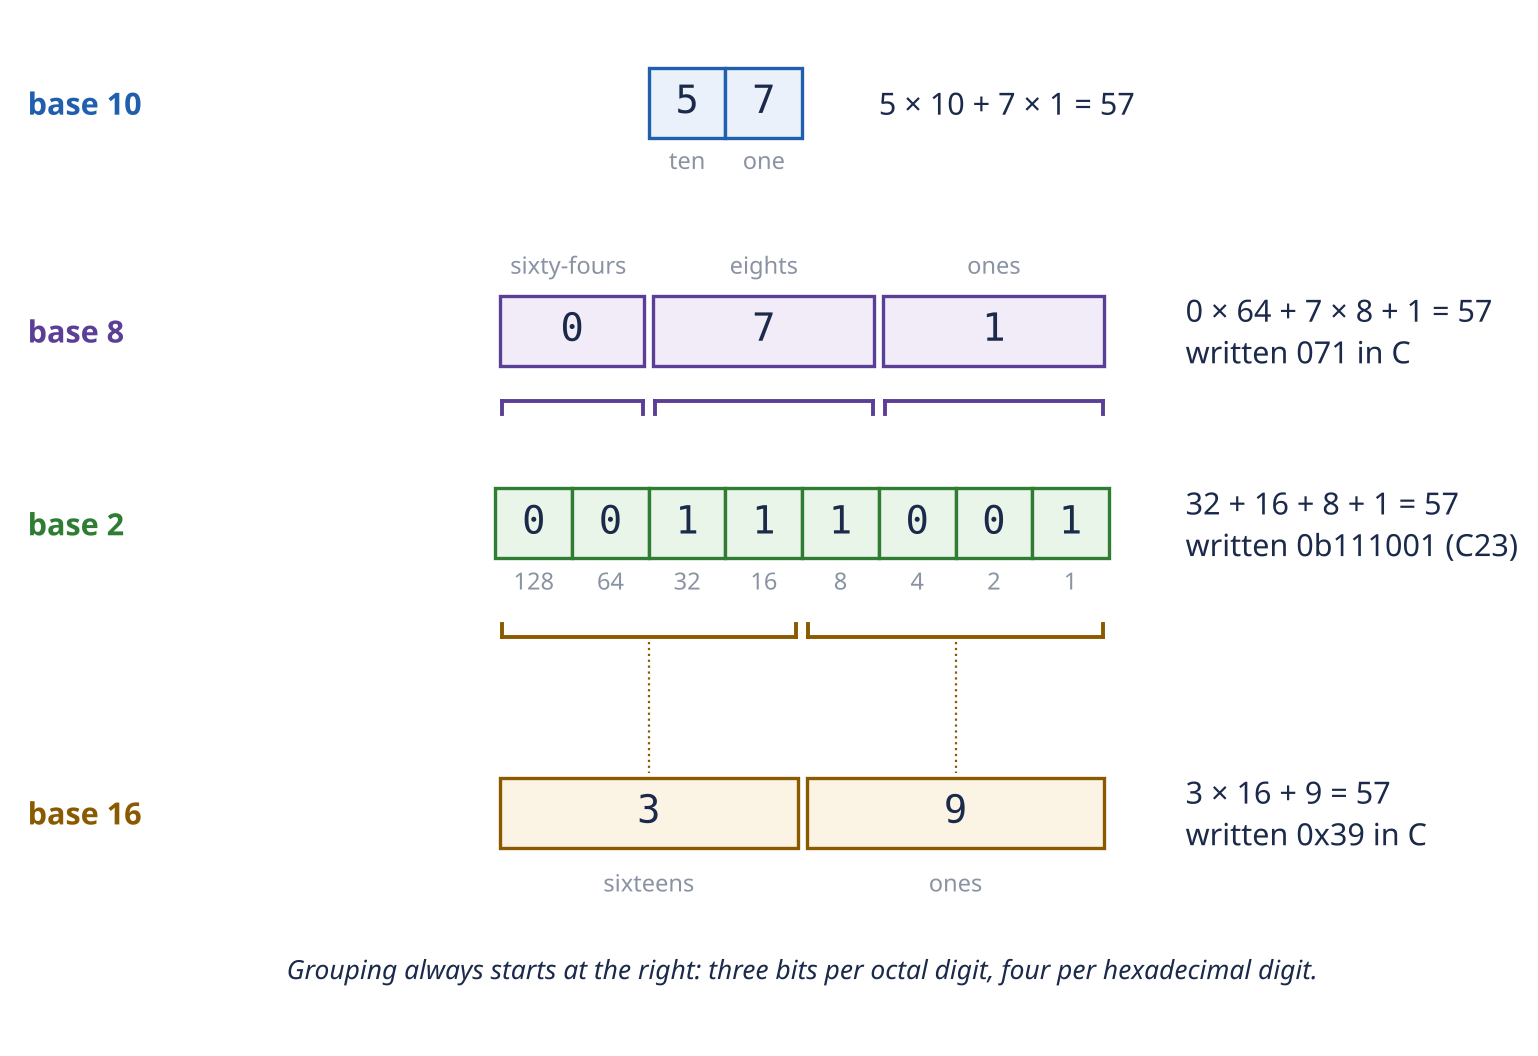 base 10
5 7
5 × 10 + 7 × 1 = 57
ten one
sixty-fours eights ones
base 8
0 7 1
0 × 64 + 7 × 8 + 1 = 57
written 071 in C
base 2
0 0 1 1 1 0 0 1
32 + 16 + 8 + 1 = 57
written 0b111001 (C23)
128 64 32 16 8 4 2 1
base 16
3 9
3 × 16 + 9 = 57
written 0x39 in C
sixteens ones
Grouping always starts at the right: three bits per octal digit, four per hexadecimal digit.